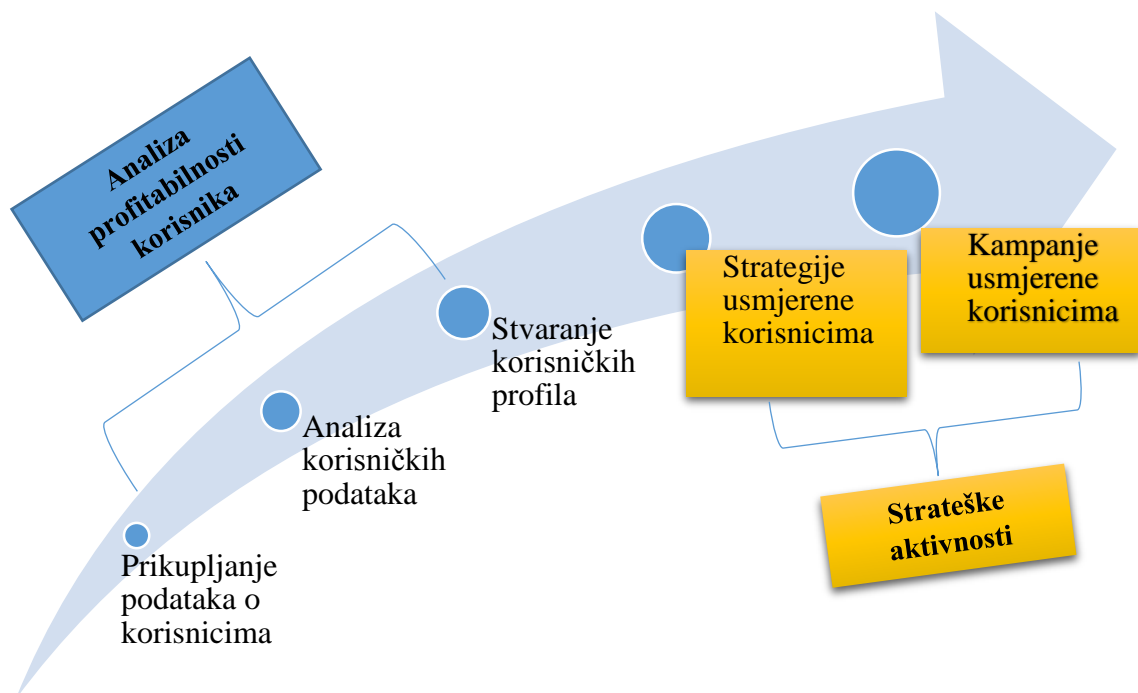 Analiza
profitabilnosti
korisnika
Prikupljanje
podataka o
korisnicima
Analiza
korisničkih
podataka
Stvaranje
korisničkih
profila
Strategije
usmjerene
korisnicima
Kampanje
usmjerene
korisnicima
Strateške
aktivnosti